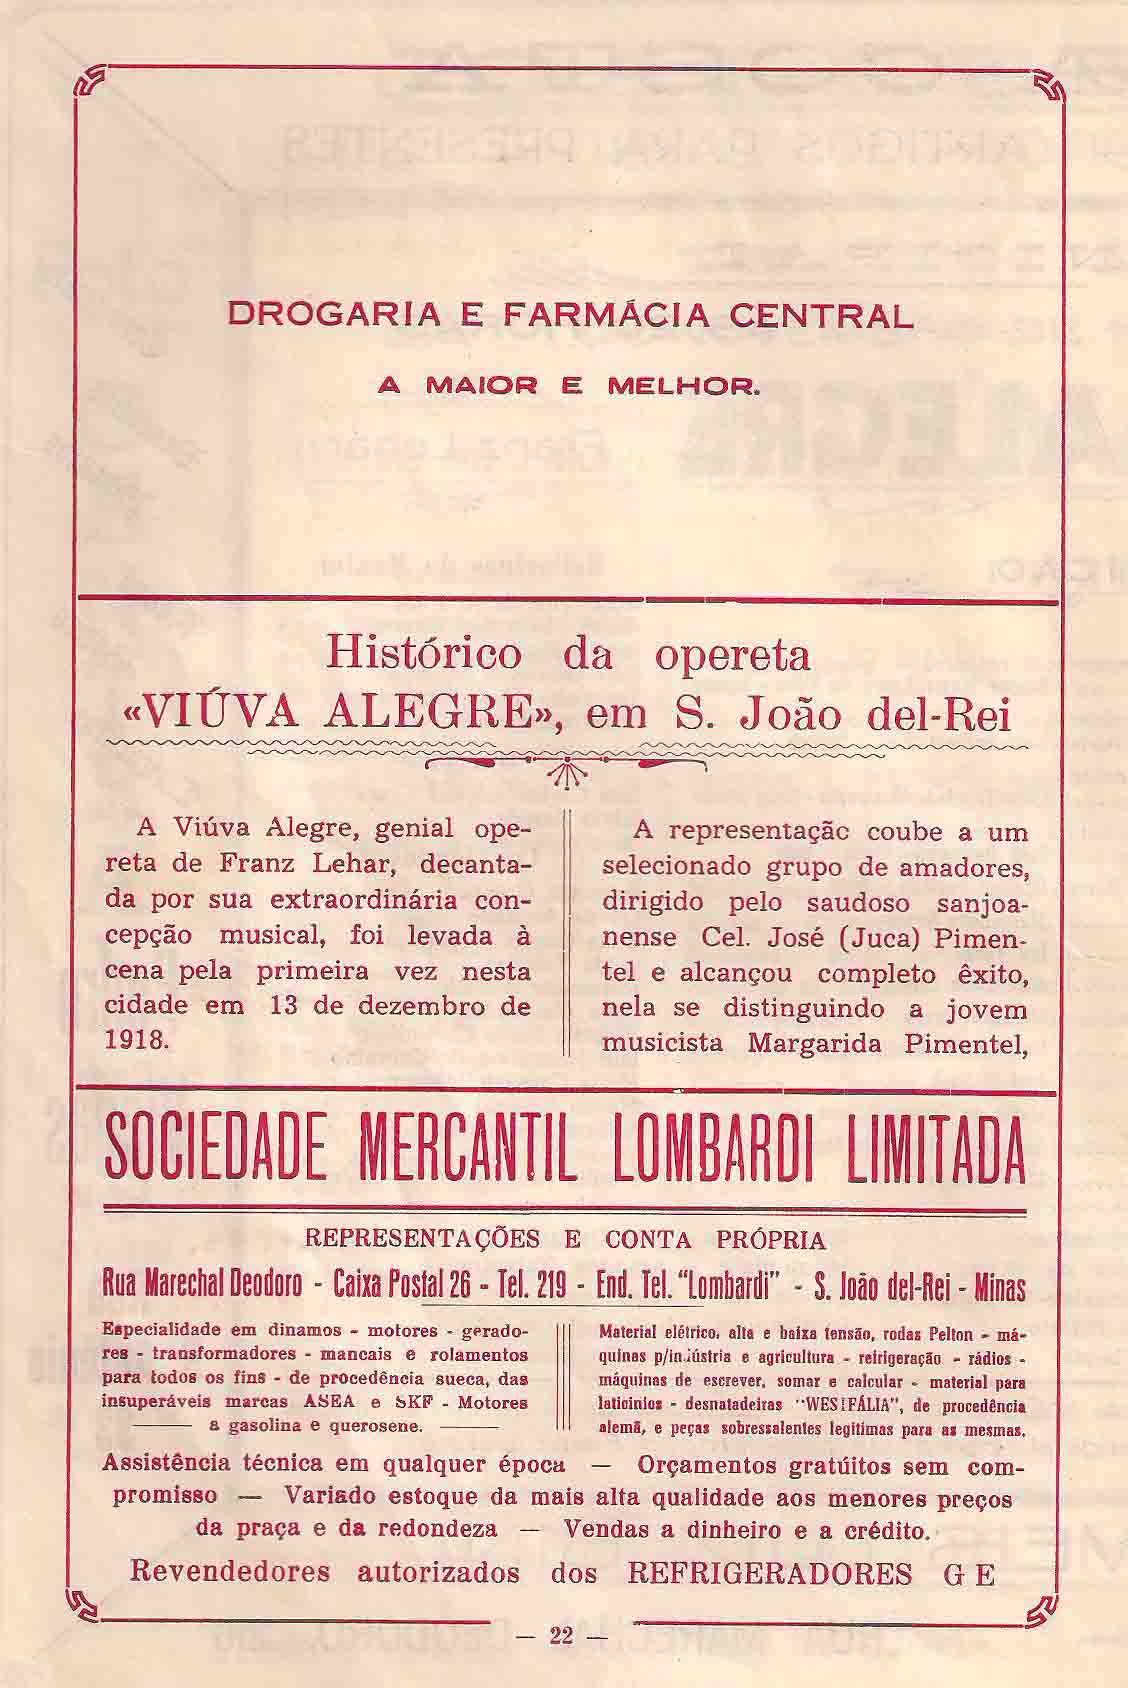 DROGARIA E FARMÁCIA CENTRAL
A MAIOR E MELHOR.
Histórico da opereta
«VIÚVA ALEGRE», em S. João del-Rei
A Viúva Alegre, genial ope-
reta de Franz Lehar, decanta-
da por sua extraordinária con-
cepção musical, foi levada à
cena pela primeira vez nesta
cidade em 13 de dezembro de
1918.
A representação coube a um
selecionado grupo de amadores,
dirigido pelo saudoso sanjoa-
nense Cel. José (Juca) Pimen-
tel e alcançou completo êxito,
nela se distinguindo a jovem
musicista Margarida Pimentel,
SOCIEDADE MERCANTIL LOMBARDI LIMITADA
REPRESENTAÇÕES E CONTA PRÓPRIA
Rua Marechal Deodoro - Caixa Postal 26 - Tel. 219 - End. Tel. "Lombardi" - S. João del-Rei - Minas
Especialidade em dinamos - motores - gerado-
res - transformadores - mancais e rolamentos
para todos os fins - de procedência sueca, das
insuperáveis marcas ASEA e SKF - Motores
a gasolina e querosene.
Material elétrico, alta e baixa tensão, rodas Pelton - má-
quinas p/indústria e agricultura - refrigeração - rádios -
máquinas de escrever, somar e calcular - material para
laticinios - desnatadeiras "WESTFÁLIA", de procedência
alemã, e peças sobressalentes legitimas para as mesmas.
Assistência técnica em qualquer época — Orçamentos gratúitos sem com-
promisso — Variado estoque da mais alta qualidade aos menores preços
da praça e da redondeza — Vendas a dinheiro e a crédito.
Revendedores autorizados dos REFRIGERADORES G E
— 22 —